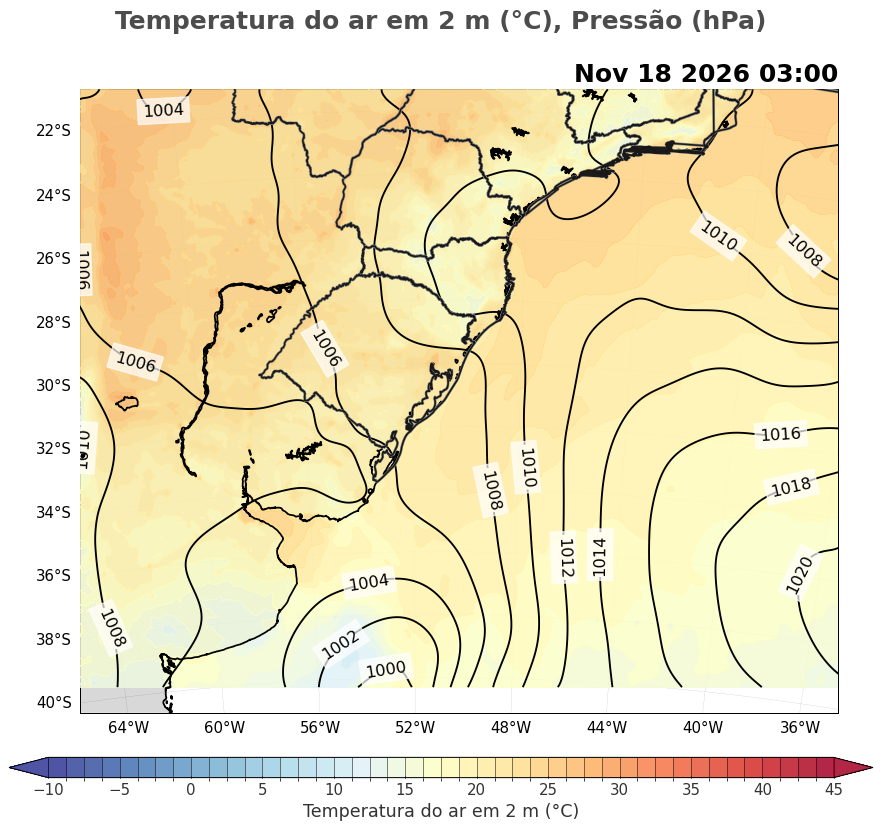 Temperatura do ar em 2 m (°C), Pressão (hPa)
Nov 18 2026 03:00
1004
22°S
24°S
1010
1008
26°S
1006
28°S
1006
1006
30°S
1016
32°S
1010
1018
1008
1010
34°S
1012
1014
1020
36°S
1004
1008
38°S
1002
1000
40°S
64°W 60°W 56°W 52°W 48°W 44°W 40°W 36°W
−10 −5 0 5 10 15 20 25 30 35 40 45
Temperatura do ar em 2 m (°C)